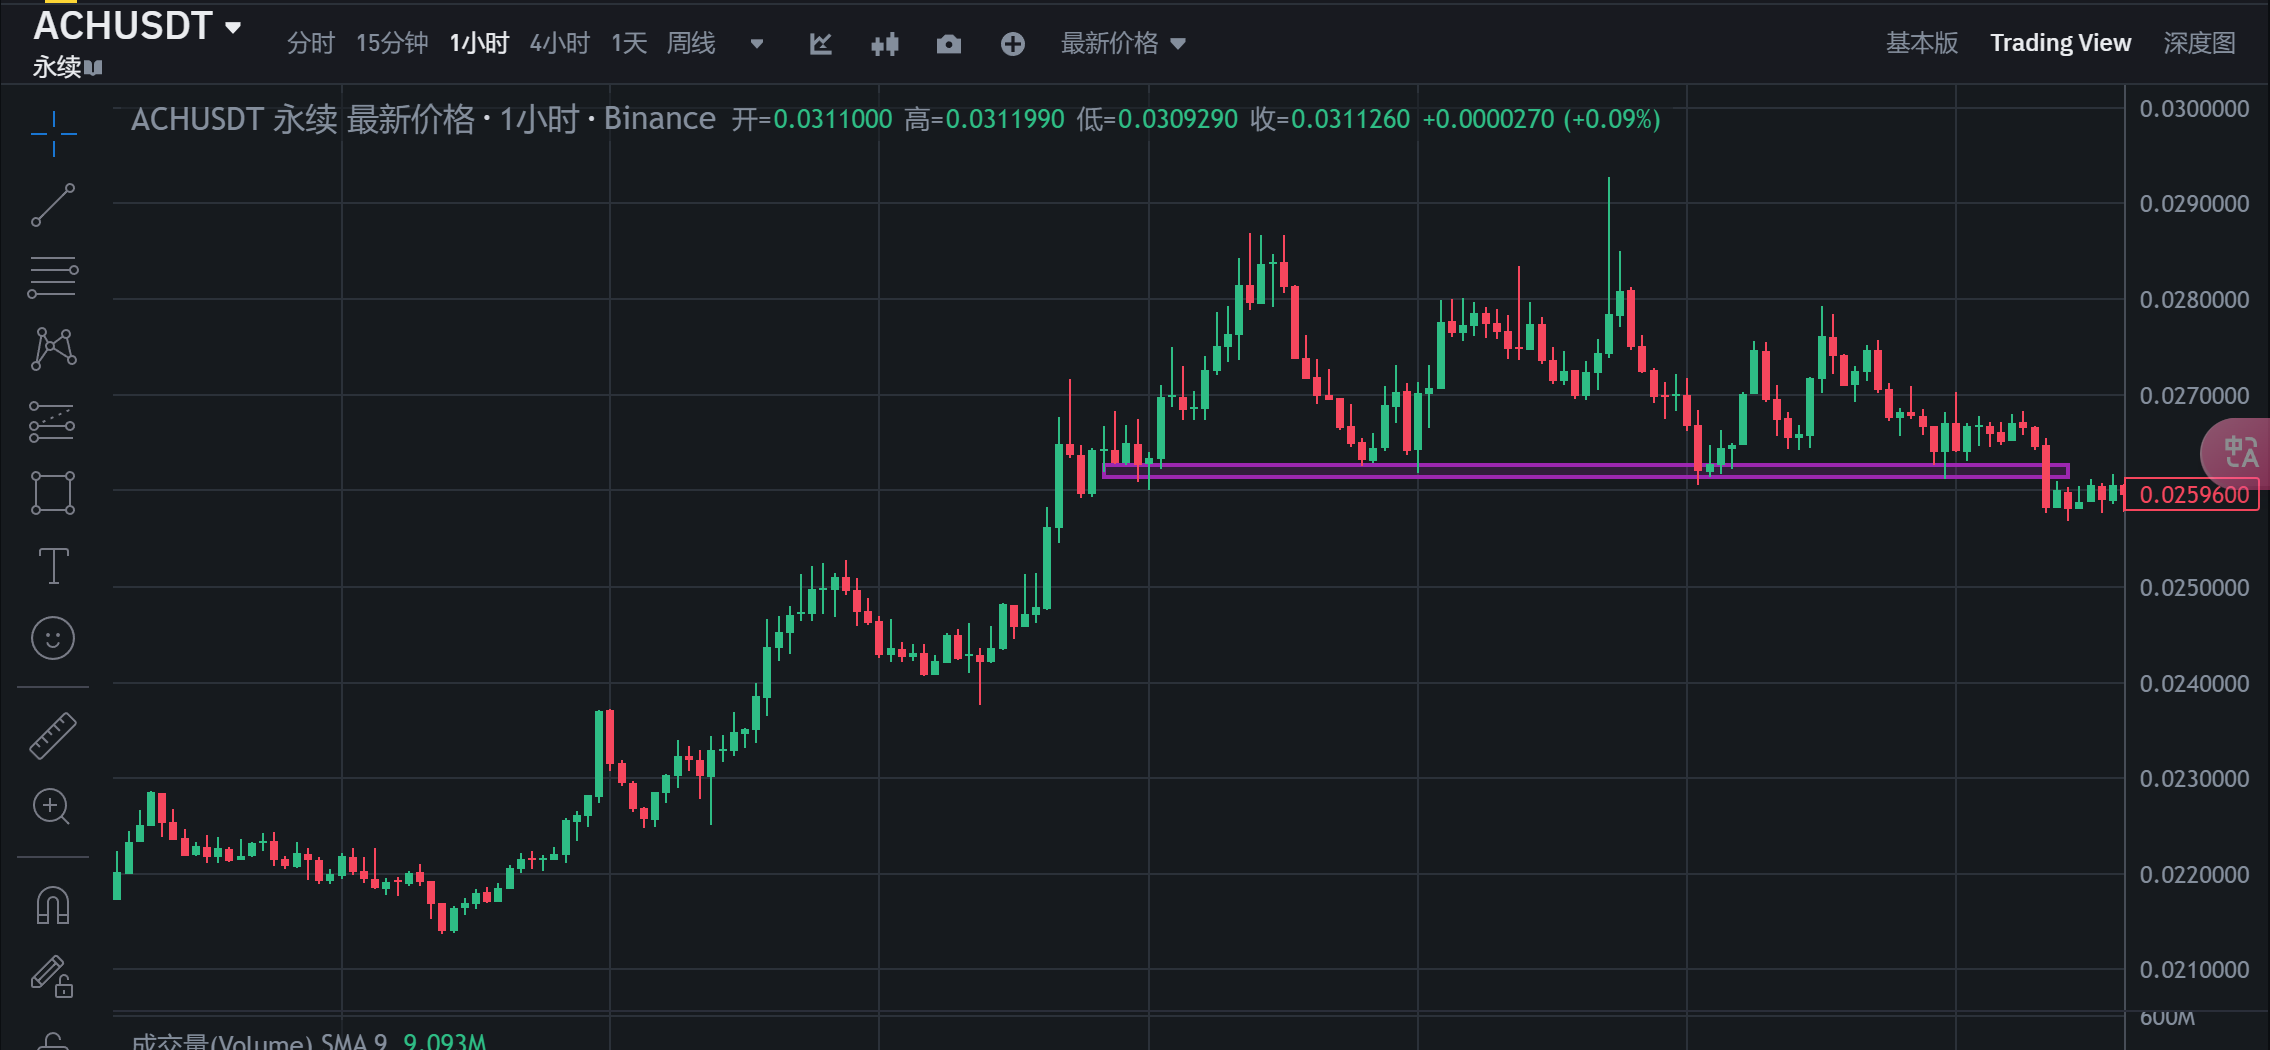 ACHUSDT
永续
分时 15分钟 1小时 4小时 1天 周线 最新价格 基本版 Trading View 深度图
ACHUSDT 永续 最新价格 · 1小时 · Binance 开=0.0311000 高=0.0311990 低=0.0309290 收=0.0311260 +0.0000270 (+0.09%)
0.0300000
0.0290000
0.0280000
0.0270000
中A
0.0259600
0.0250000
0.0240000
0.0230000
0.0220000
0.0210000
600M
成交量(Volume) SMA 9 9.093M